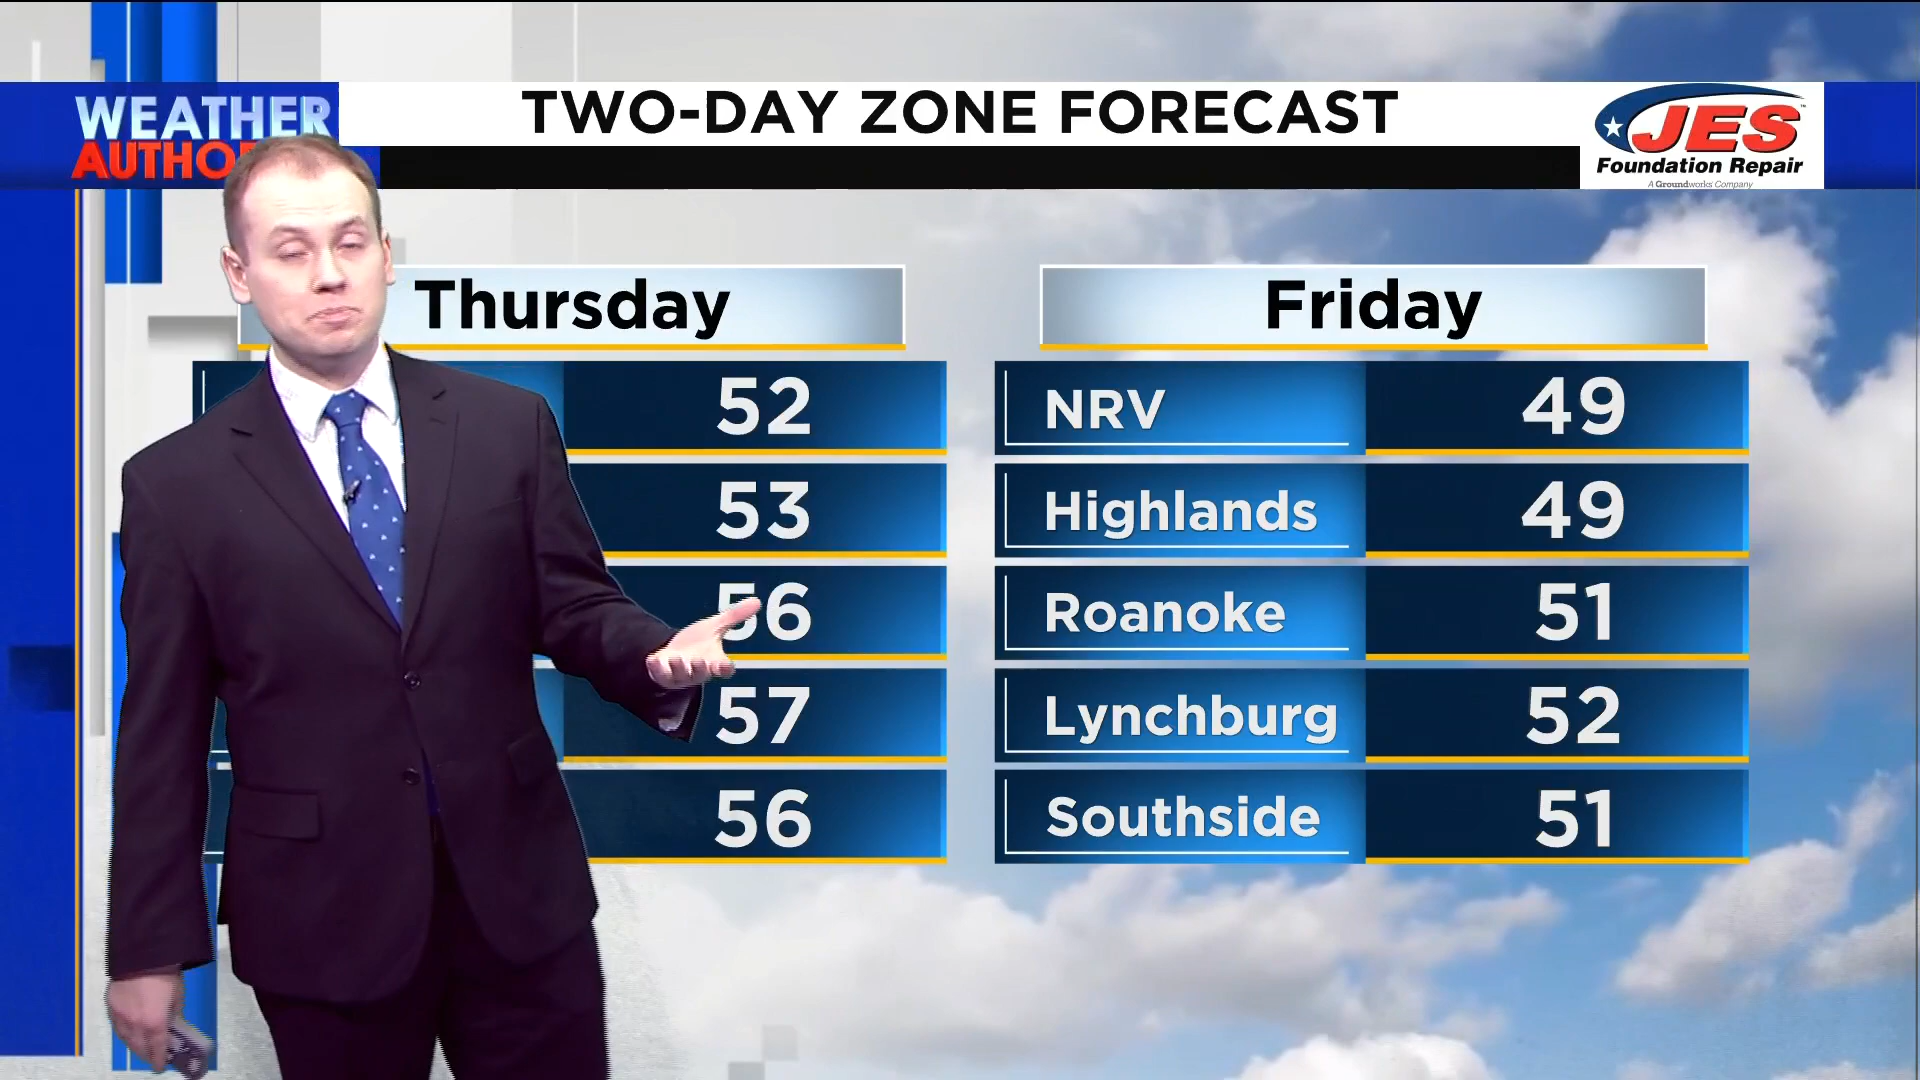 WEATHER
TWO-DAY ZONE FORECAST
JES
Foundation Repair
A Groundworks Company
Thursday
52
53
56
57
56
Friday
NRV 49
Highlands 49
Roanoke 51
Lynchburg 52
Southside 51